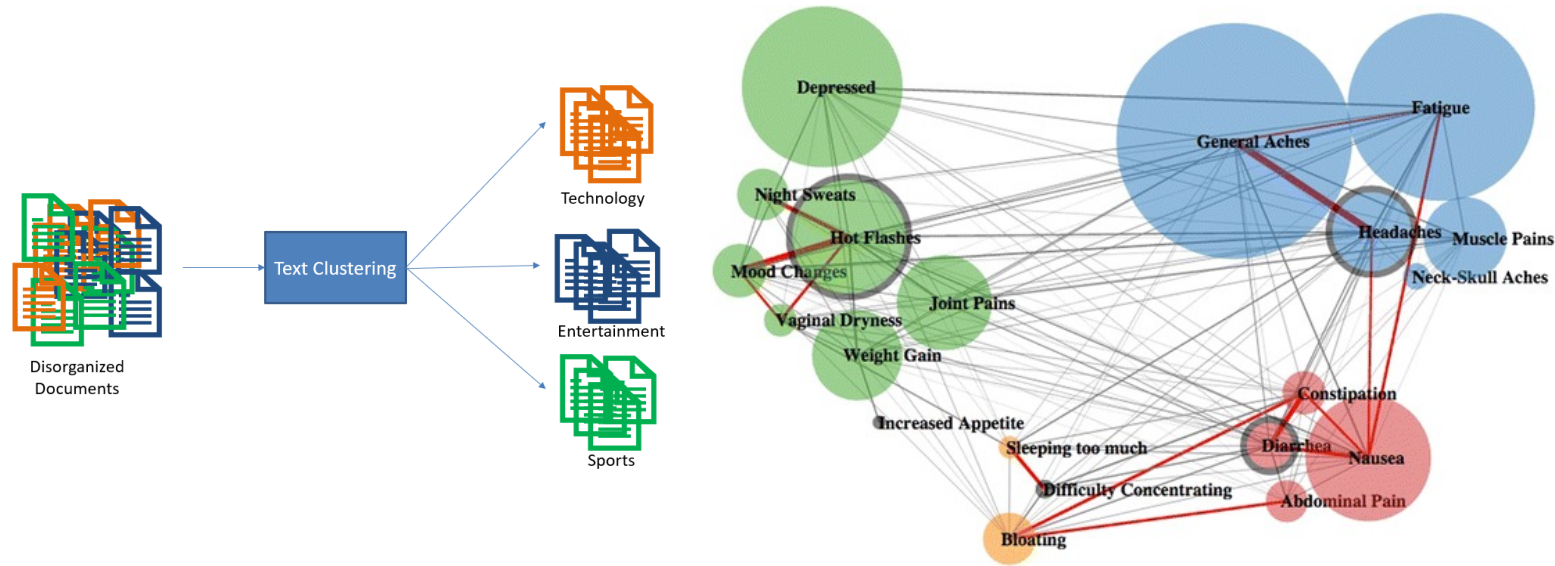 Disorganized
Documents
Text Clustering
Technology
Entertainment
Sports
Depressed
Fatigue
General Aches
Night Sweats
Hot Flashes
Headaches
Muscle Pains
Mood Changes
Neck-Skull Aches
Joint Pains
Vaginal Dryness
Weight Gain
Constipation
Increased Appetite
Sleeping too much
Diarrhea
Nausea
Difficulty Concentrating
Abdominal Pain
Bloating